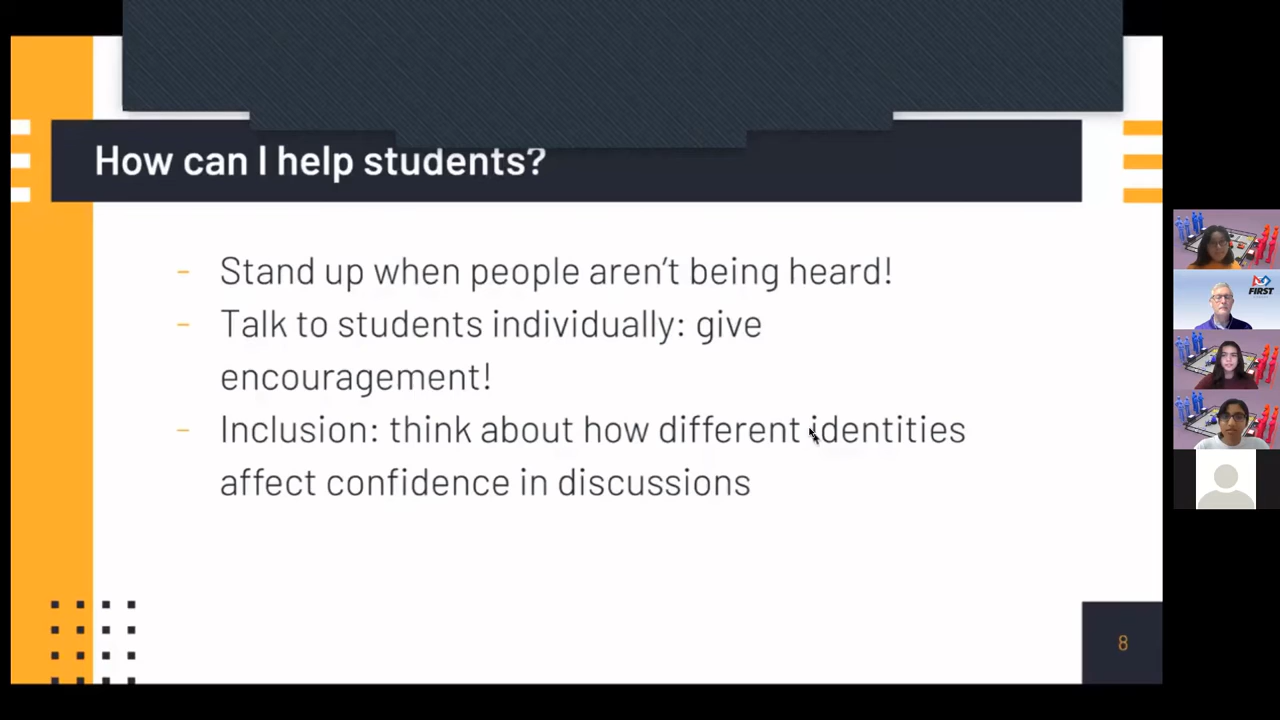 How can I help students?
- Stand up when people aren't being heard!
- Talk to students individually: give
encouragement!
- Inclusion: think about how different identities
affect confidence in discussions
8
FIRST